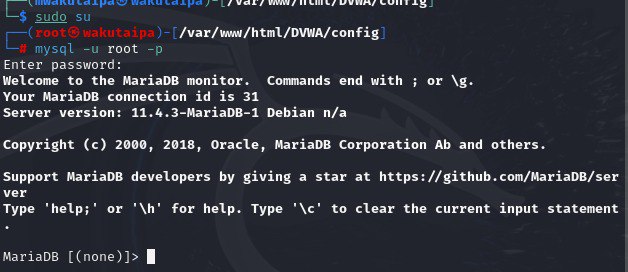 (mwakutaipa㉿wakutaipa)-[/var/www/html/DVWA/config]
$ sudo su
(root㉿wakutaipa)-[/var/www/html/DVWA/config]
# mysql -u root -p
Enter password:
Welcome to the MariaDB monitor.  Commands end with ; or \g.
Your MariaDB connection id is 31
Server version: 11.4.3-MariaDB-1 Debian n/a
Copyright (c) 2000, 2018, Oracle, MariaDB Corporation Ab and others.
Support MariaDB developers by giving a star at https://github.com/MariaDB/ser
ver
Type 'help;' or '\h' for help. Type '\c' to clear the current input statement
.
MariaDB [(none)]>